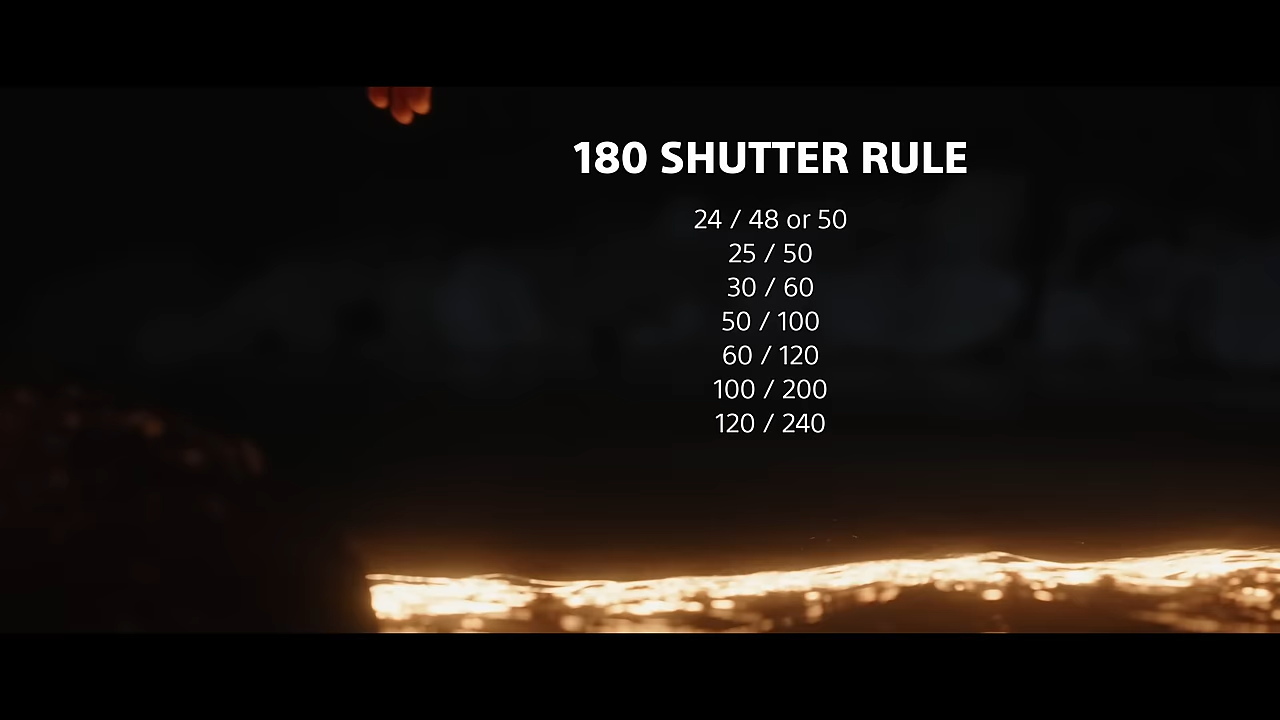 180 SHUTTER RULE
24 / 48 or 50
25 / 50
30 / 60
50 / 100
60 / 120
100 / 200
120 / 240